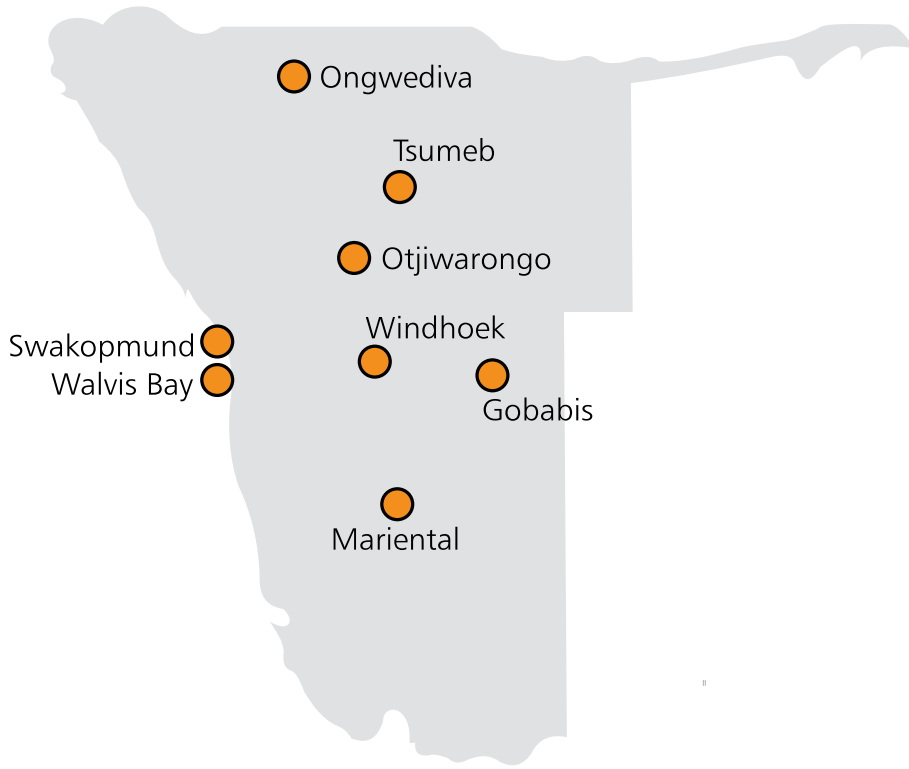 Ongwediva
Tsumeb
Otjiwarongo
Windhoek
Swakopmund
Walvis Bay
Gobabis
Mariental